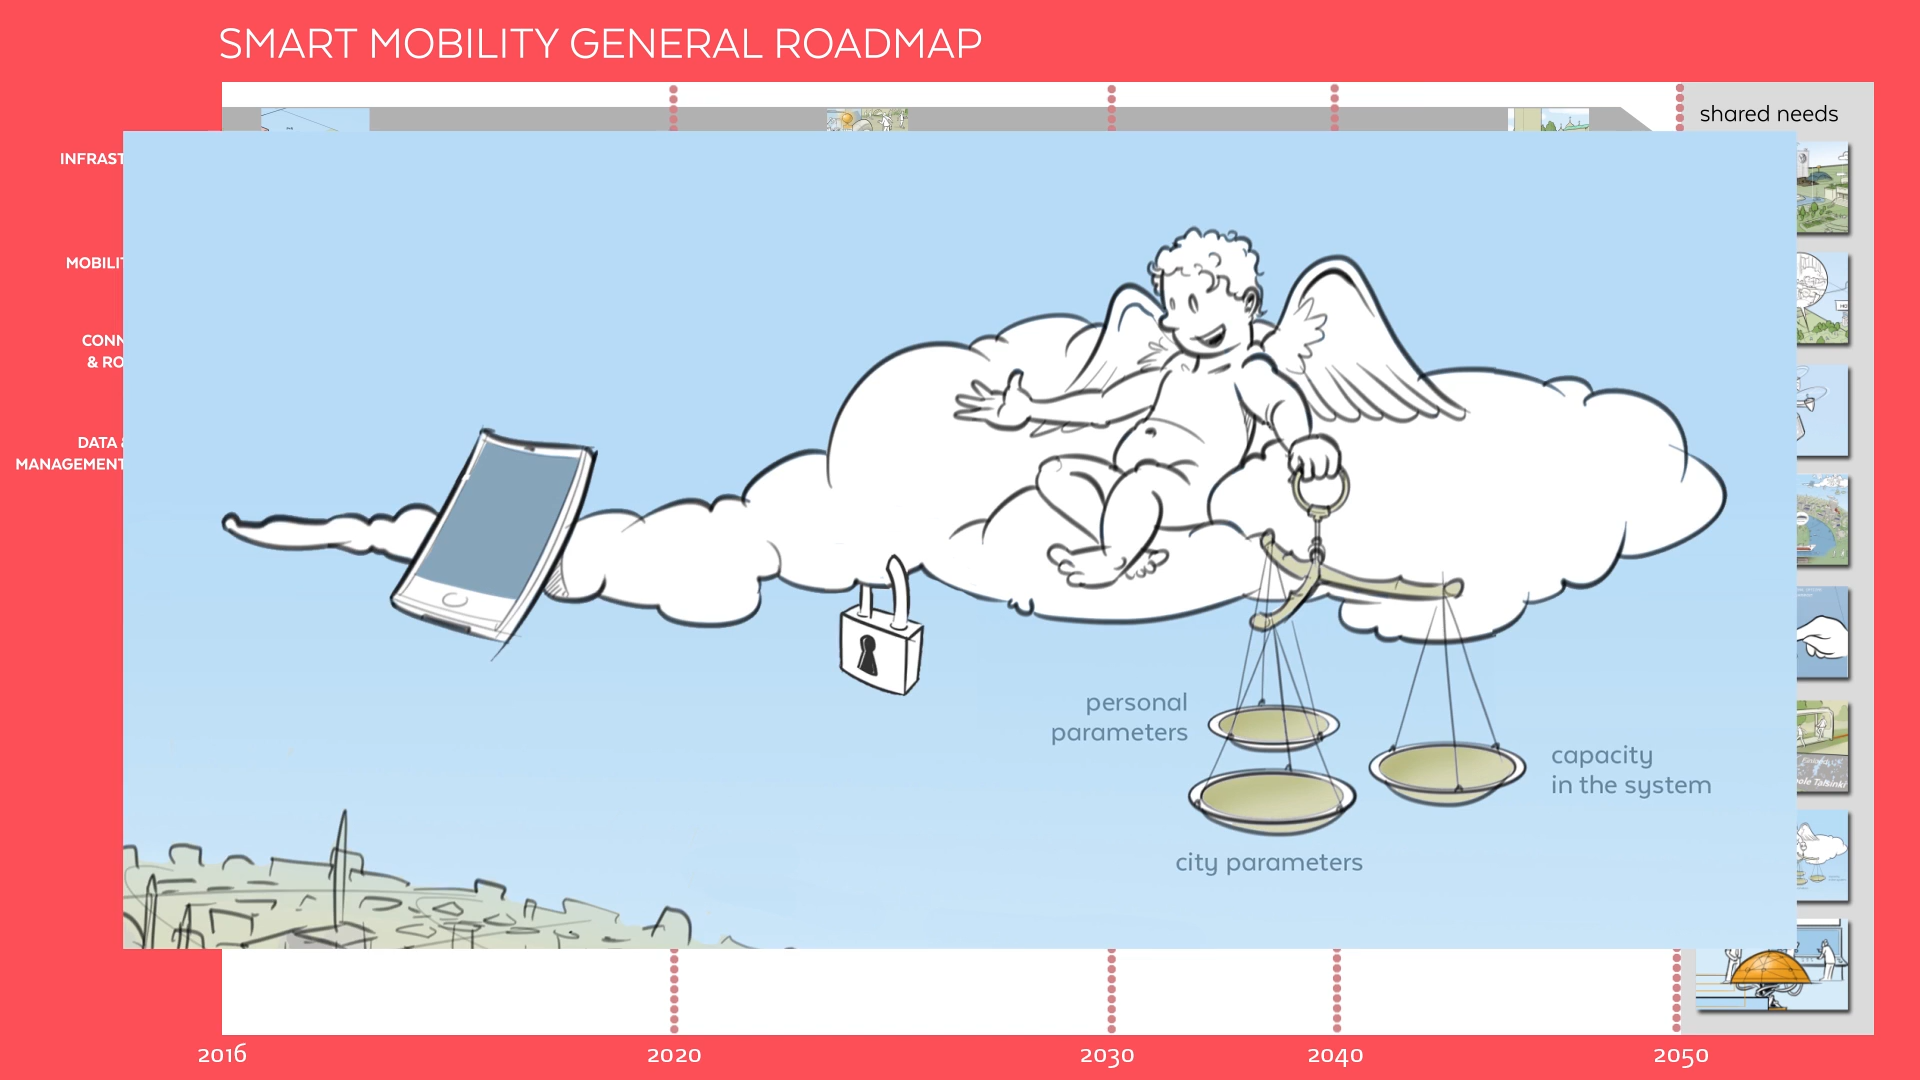 SMART MOBILITY GENERAL ROADMAP
shared needs
INFRAST
MOBILIT
CONN
& RO
DATA
MANAGEMENT
personal
parameters
capacity
in the system
city parameters
2016
2020
2030
2040
2050